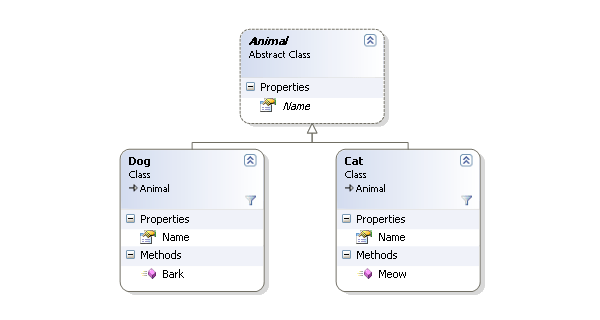 Animal
Abstract Class
Properties
Name
Dog
Class
Animal
Properties
Name
Methods
Bark
Cat
Class
Animal
Properties
Name
Methods
Meow